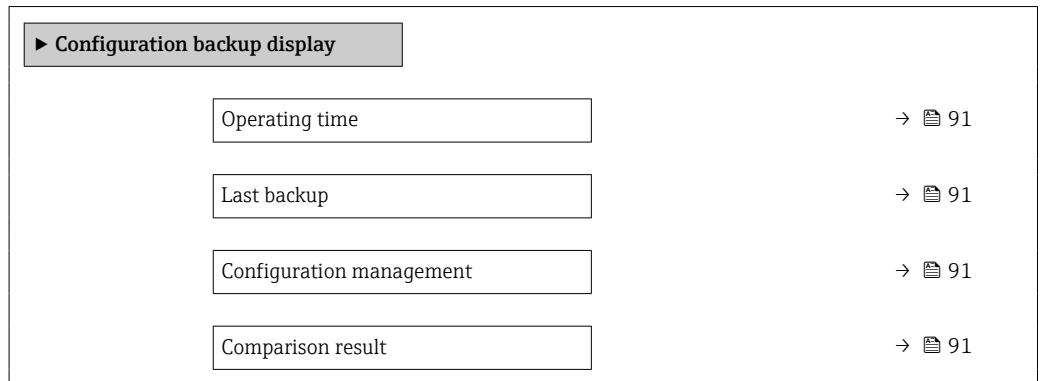 ► Configuration backup display
Operating time → 91
Last backup → 91
Configuration management → 91
Comparison result → 91